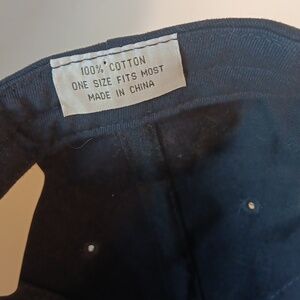 100% COTTON
ONE SIZE FITS MOST
MADE IN CHINA